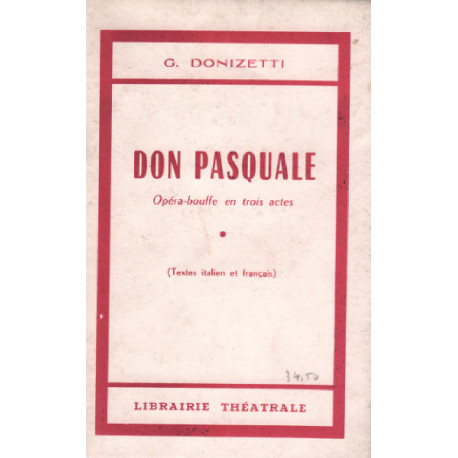 G. DONIZETTI
DON PASQUALE
Opéra-bouffe en trois actes
(Textes italien et français)
LIBRAIRIE THÉATRALE